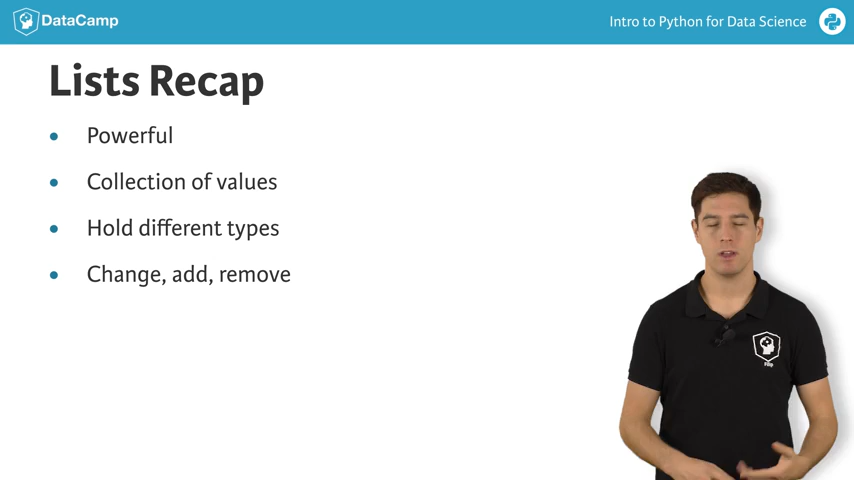 DataCamp
Intro to Python for Data Science
Lists Recap
• Powerful
• Collection of values
• Hold different types
• Change, add, remove
Filip